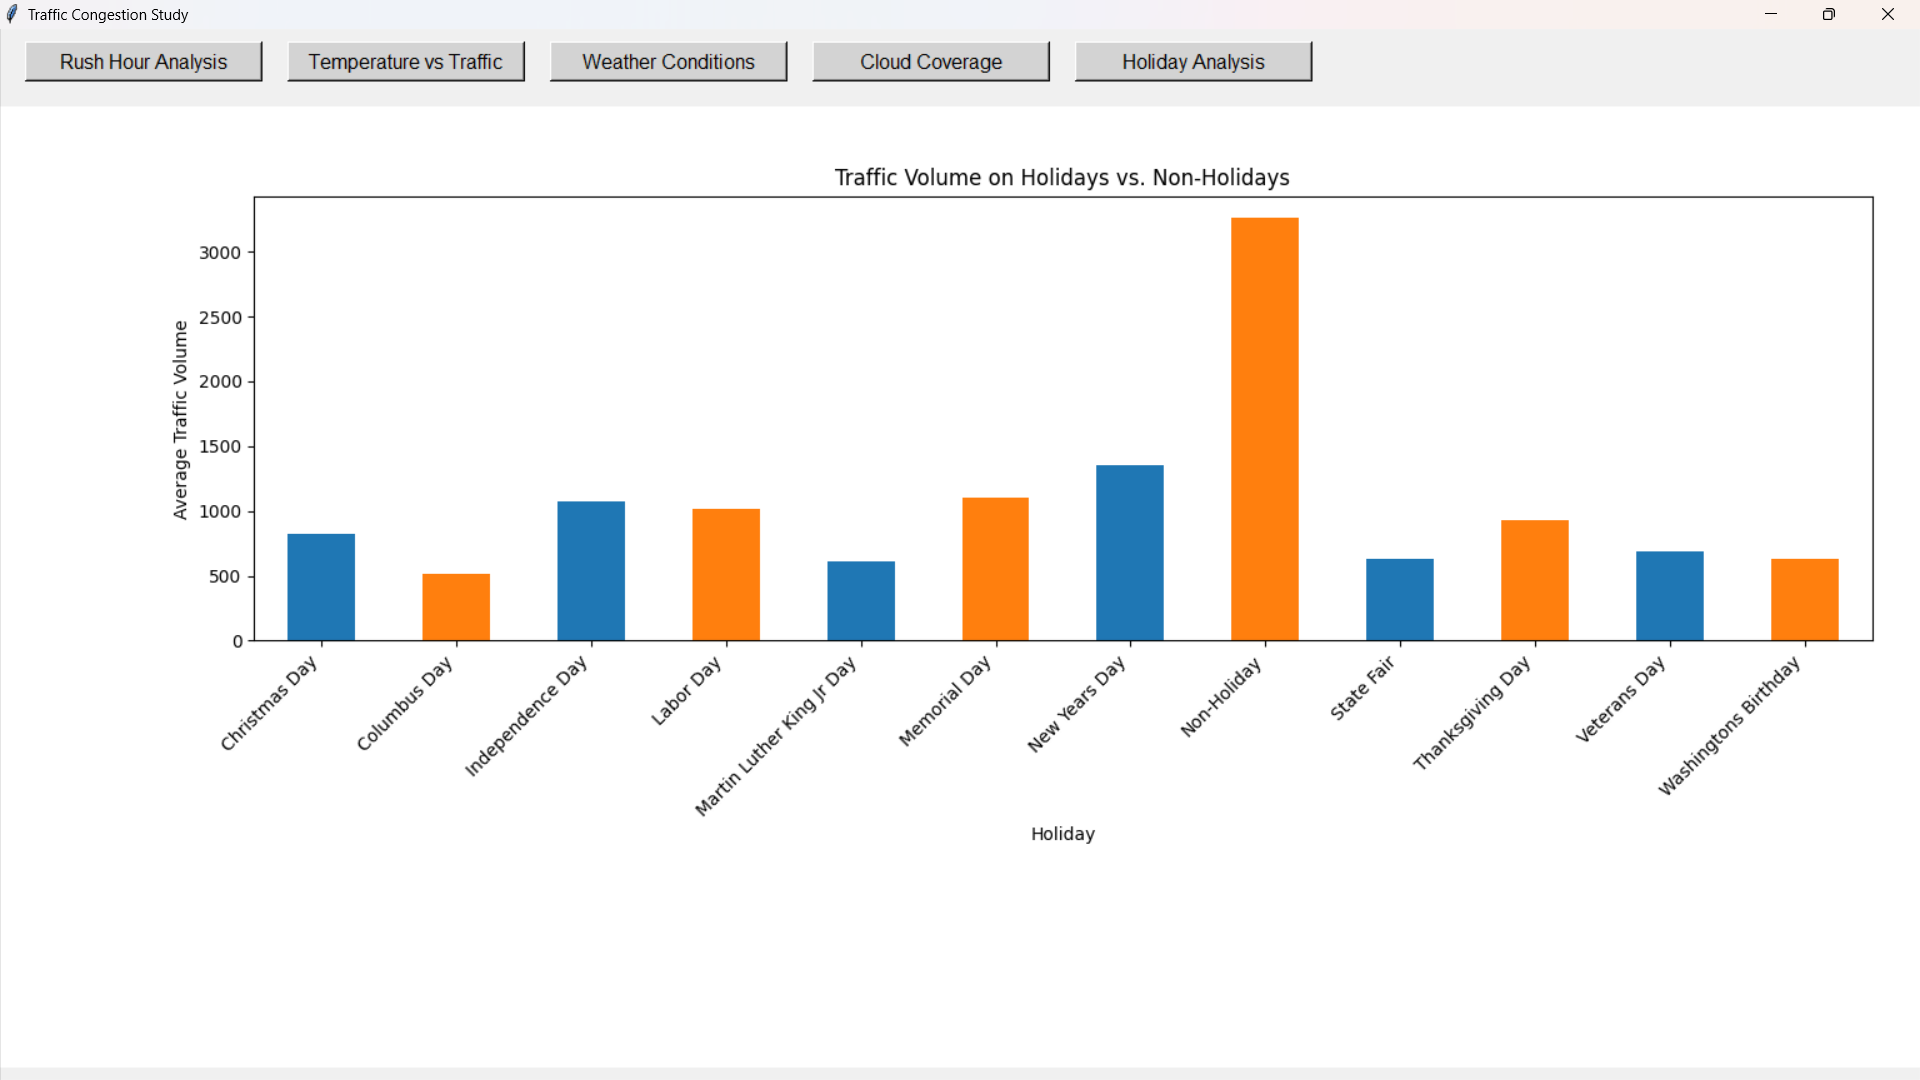 Traffic Congestion Study
Rush Hour Analysis
Temperature vs Traffic
Weather Conditions
Cloud Coverage
Holiday Analysis
Traffic Volume on Holidays vs. Non-Holidays
Average Traffic Volume
3000
2500
2000
1500
1000
500
0
Christmas Day
Columbus Day
Independence Day
Labor Day
Martin Luther King Jr Day
Memorial Day
New Years Day
Non-Holiday
State Fair
Thanksgiving Day
Veterans Day
Washingtons Birthday
Holiday